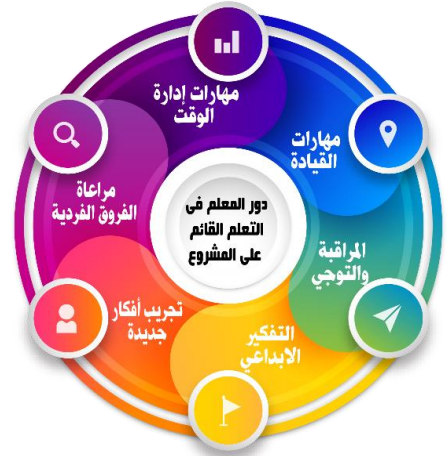 دور المعلم فى
التعلم القائم
على المشروع
مهارات إدارة
الوقت
مهارات
القيادة
المراقبة
والتوجي
التفكير
الابداعي
تجريب أفكار
جديدة
مراعاة
الفروق الفردية